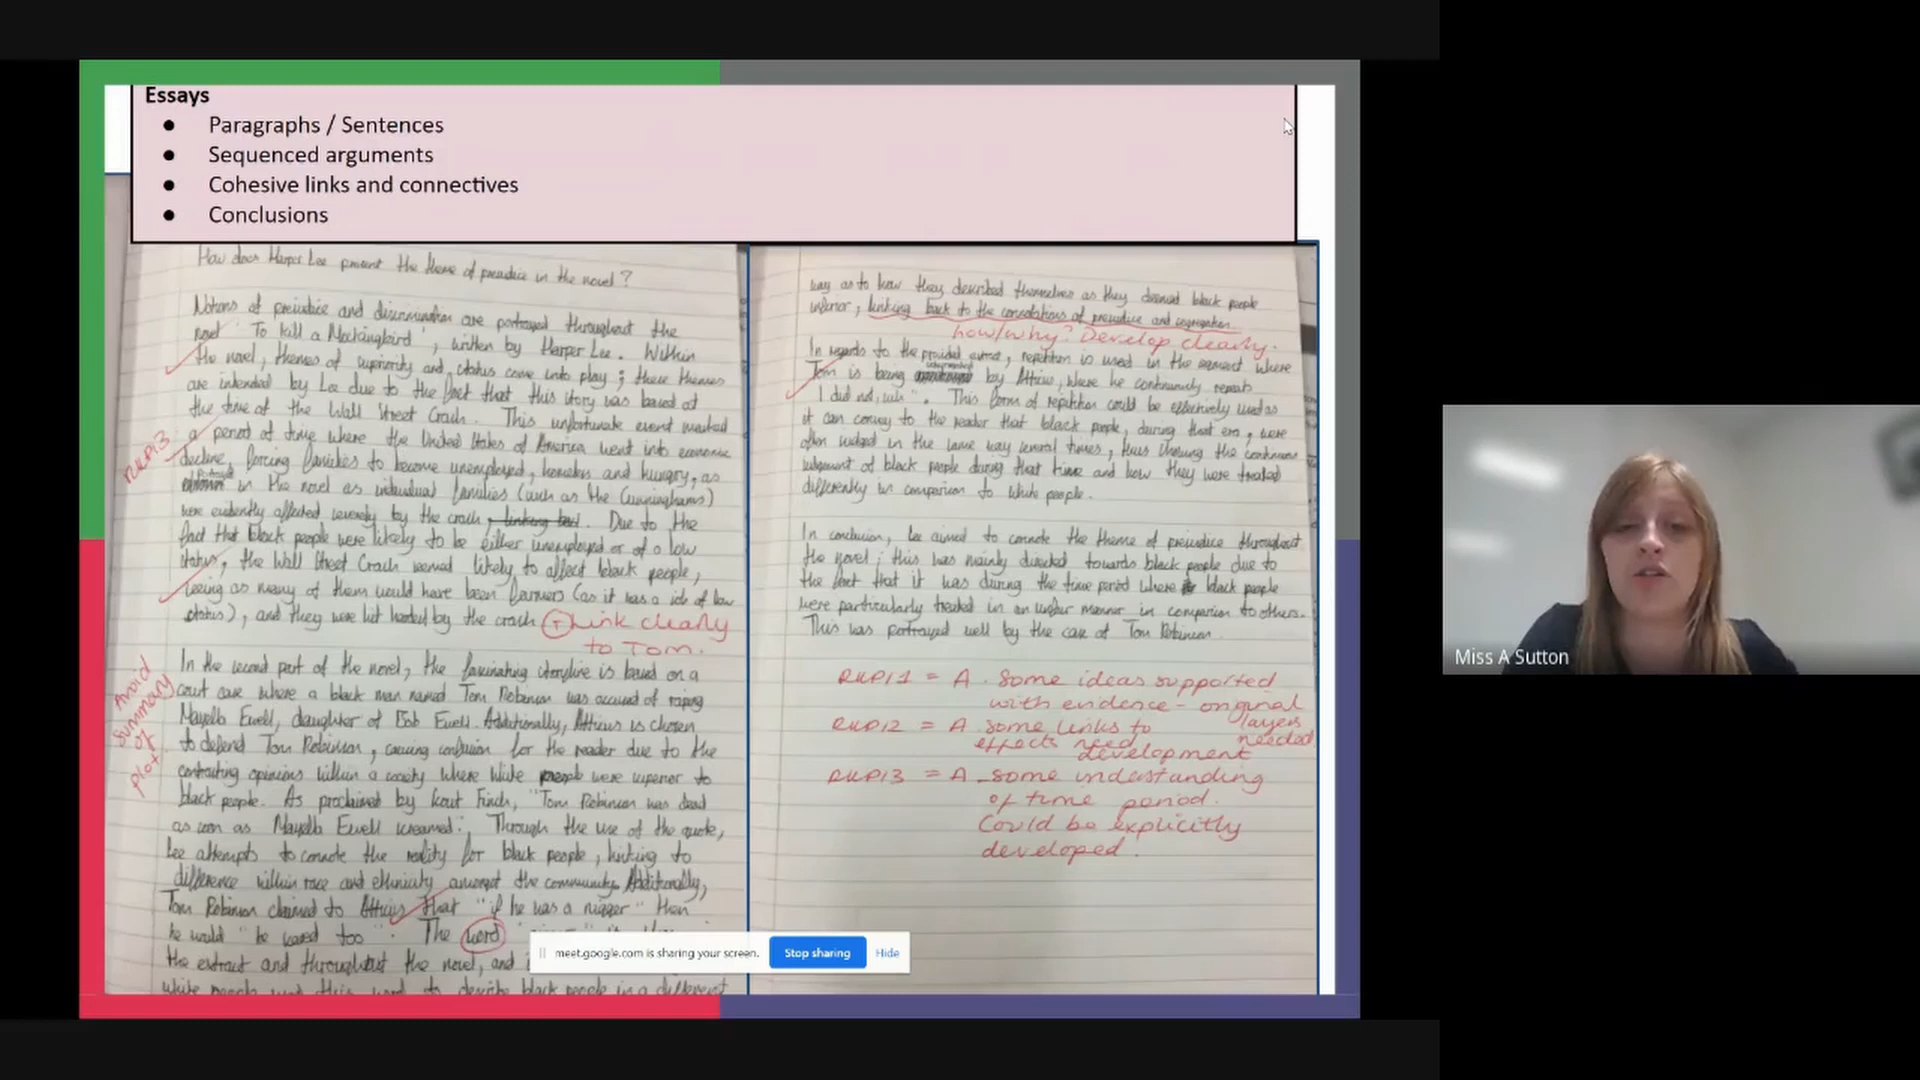 Essays
● Paragraphs / Sentences
● Sequenced arguments
● Cohesive links and connectives
● Conclusions
How does Harper Lee present the theme of prejudice in the novel?
Notions of prejudice and discrimination are portrayed throughout the
novel 'To Kill a Mockingbird', written by Harper Lee. Within
the novel, themes of superiority and status come into play; these themes
are intended by Lee due to the fact that this story was based at
the time of the Wall Street Crash. This unfortunate event marked
a period of time where the United States of America went into economic
RKP13
decline, forcing families to become unemployed, homeless and hungry, as
portrayed in the novel as individual families (such as the Cunninghams)
were evidently affected severely by the crash, linking back. Due to the
fact that black people were likely to be either unemployed or of a low
status, the Wall Street Crash seemed likely to affect black people,
seeing as many of them would have been farmers (as it was a job of low
status), and they were hit hardest by the crash. Link clearly
to Tom.
In the second part of the novel, the fascinating storyline is based on a
court case where a black man named Tom Robinson was accused of raping
Mayella Ewell, daughter of Bob Ewell. Additionally, Atticus is chosen
to defend Tom Robinson, causing confusion for the reader due to the
contrasting opinions within a society where white people were superior to
black people. As proclaimed by Scout Finch, "Tom Robinson was dead
as soon as Mayella Ewell screamed". Through the use of the quote,
Lee attempts to connote the reality for black people, linking to
difference within race and ethnicity amongst the community. Additionally,
Tom Robinson claimed to Atticus that "if he was a nigger" then
he would "be scared too". The word
the extract and throughout the novel, and
white people used this word to describe black people in a different
Avoid
summary
of
plot
way as to how they described themselves as they deemed black people
inferior, linking back to the connotations of prejudice and segregation.
how/why? Develop clearly.
In regards to the provided extract, repetition is used in the moment where
Tom is being by Atticus, where he continuously repeats
"I did not, suh". This form of repetition could be effectively used as
it can convey to the reader that black people, during that era, were
often judged in the same way several times, thus showing the continuous
judgement of black people during that time and how they were treated
differently in comparison to white people.
In conclusion, Lee aimed to connote the theme of prejudice throughout
the novel; this was mainly directed towards black people due to
the fact that it was during the time period where black people
were particularly treated in an unfair manner in comparison to others.
This was portrayed well by the case of Tom Robinson.
RKP11 = A. Some ideas supported
with evidence - original
layers
needed
RKP12 = A. some links to
effects need
development
RKP13 = A. some understanding
of time period.
Could be explicitly
developed.
meet.google.com is sharing your screen. Stop sharing Hide
Miss A Sutton